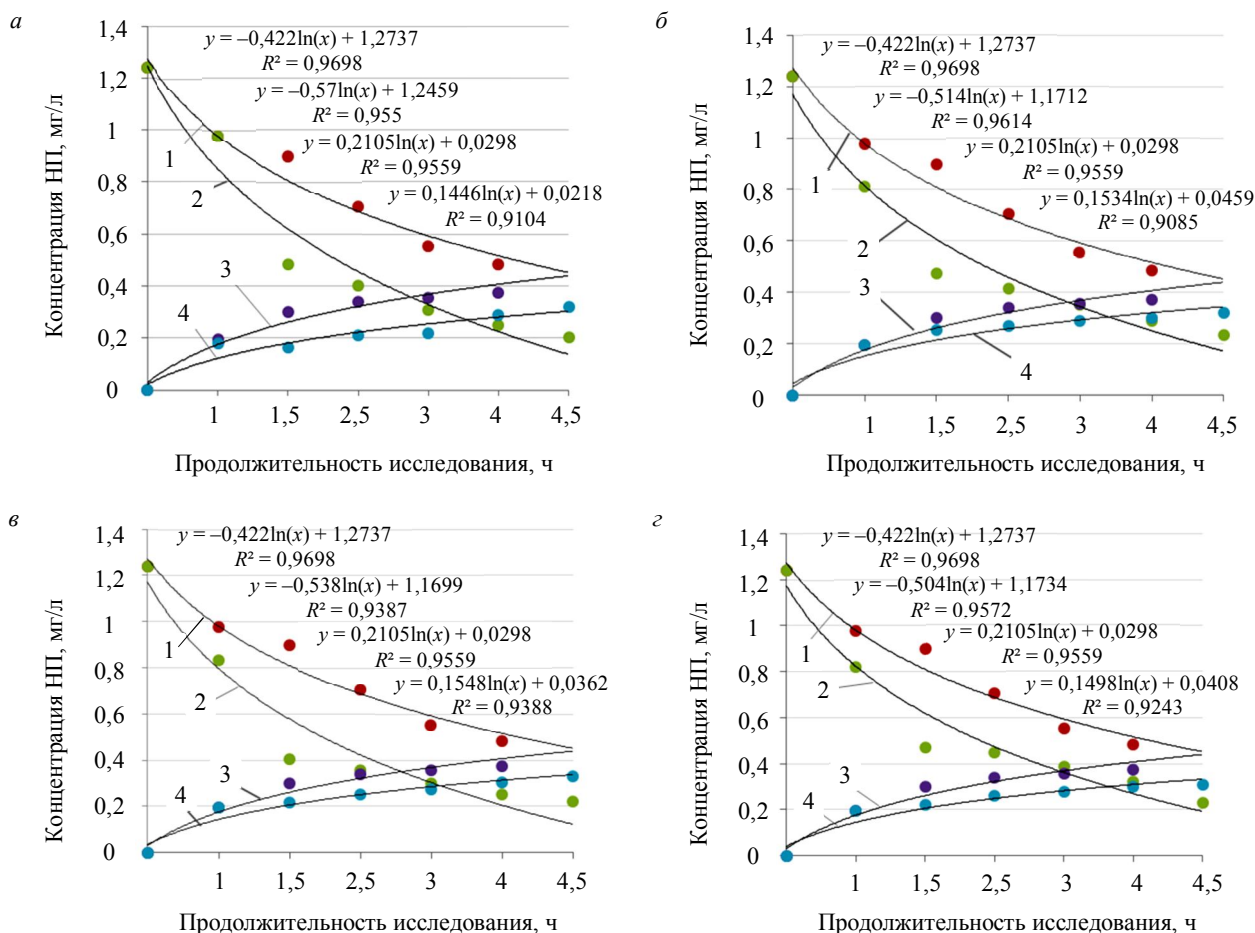 а
Концентрация НП, мг/л
1,4
1,2
1
0,8
0,6
0,4
0,2
0
y = –0,422ln(x) + 1,2737
R² = 0,9698
y = –0,57ln(x) + 1,2459
R² = 0,955
y = 0,2105ln(x) + 0,0298
R² = 0,9559
y = 0,1446ln(x) + 0,0218
R² = 0,9104
1
2
3
4
1 1,5 2,5 3 4 4,5
Продолжительность исследования, ч
б
Концентрация НП, мг/л
1,4
1,2
1
0,8
0,6
0,4
0,2
0
y = –0,422ln(x) + 1,2737
R² = 0,9698
y = –0,514ln(x) + 1,1712
R² = 0,9614
y = 0,2105ln(x) + 0,0298
R² = 0,9559
y = 0,1534ln(x) + 0,0459
R² = 0,9085
1
2
3
4
1 1,5 2,5 3 4 4,5
Продолжительность исследования, ч
в
Концентрация НП, мг/л
1,4
1,2
1
0,8
0,6
0,4
0,2
0
y = –0,422ln(x) + 1,2737
R² = 0,9698
y = –0,538ln(x) + 1,1699
R² = 0,9387
y = 0,2105ln(x) + 0,0298
R² = 0,9559
y = 0,1548ln(x) + 0,0362
R² = 0,9388
1
2
3
4
1 1,5 2,5 3 4 4,5
Продолжительность исследования, ч
г
Концентрация НП, мг/л
1,4
1,2
1
0,8
0,6
0,4
0,2
0
y = –0,422ln(x) + 1,2737
R² = 0,9698
y = –0,504ln(x) + 1,1734
R² = 0,9572
y = 0,2105ln(x) + 0,0298
R² = 0,9559
y = 0,1498ln(x) + 0,0408
R² = 0,9243
1
2
3
4
1 1,5 2,5 3 4 4,5
Продолжительность исследования, ч